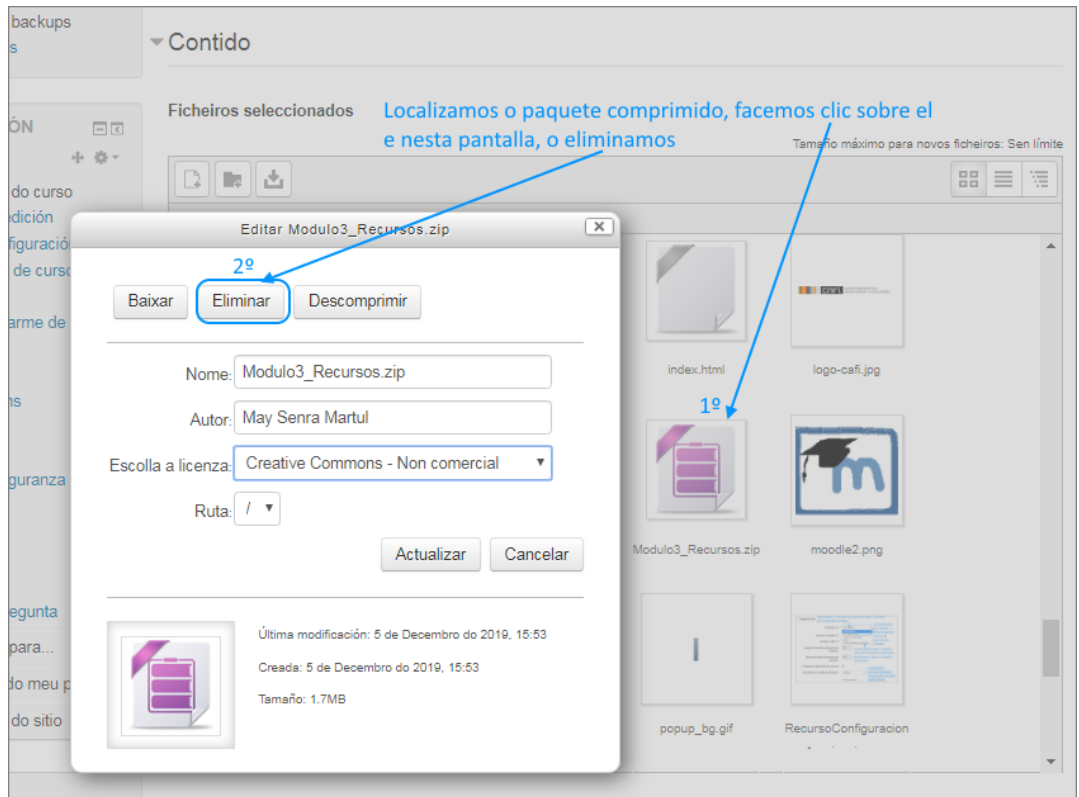 backups
s
Contido
Ficheiros seleccionados
Localizamos o paquete comprimido, facemos clic sobre el
e nesta pantalla, o eliminamos
Tamaño máximo para novos ficheiros: Sen límite
ÓN
do curso
edición
figuración
de curso
arme de
ns
guranza
egunta
para...
do meu p
do sitio
Editar Modulo3_Recursos.zip
2º
Baixar Eliminar Descomprimir
Nome: Modulo3_Recursos.zip
Autor: May Senra Martul
Escolla a licenza: Creative Commons - Non comercial
Ruta: /
Actualizar Cancelar
Última modificación: 5 de Decembro do 2019, 15:53
Creada: 5 de Decembro do 2019, 15:53
Tamaño: 1.7MB
index.html logo-cafi.jpg
1º
m
Modulo3_Recursos.zip moodle2.png
popup_bg.gif RecursoConfiguracion